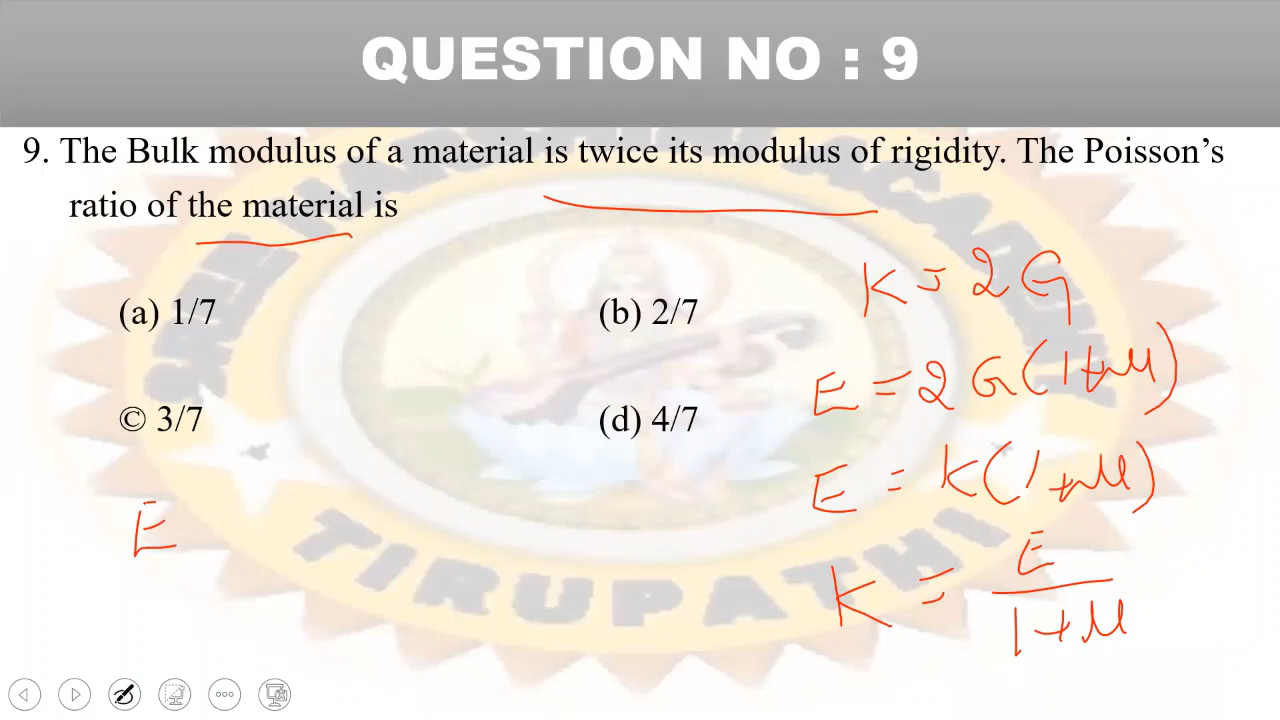 QUESTION NO : 9
9. The Bulk modulus of a material is twice its modulus of rigidity. The Poisson’s
ratio of the material is
(a) 1/7
(b) 2/7
© 3/7
(d) 4/7
K = 2G
E = 2G(1+μ)
E = K(1+μ)
K = E
1+μ
E
TIRUPATHI